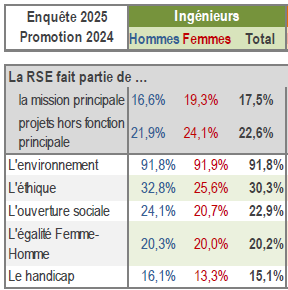 Enquête 2025 Ingénieurs
Promotion 2024 Hommes Femmes Total
La RSE fait partie de …
la mission principale 16,6% 19,3% 17,5%
projets hors fonction
principale 21,9% 24,1% 22,6%
L'environnement 91,8% 91,9% 91,8%
L'éthique 32,8% 25,6% 30,3%
L'ouverture sociale 24,1% 20,7% 22,9%
L'égalité Femme-
Homme 20,3% 20,0% 20,2%
Le handicap 16,1% 13,3% 15,1%